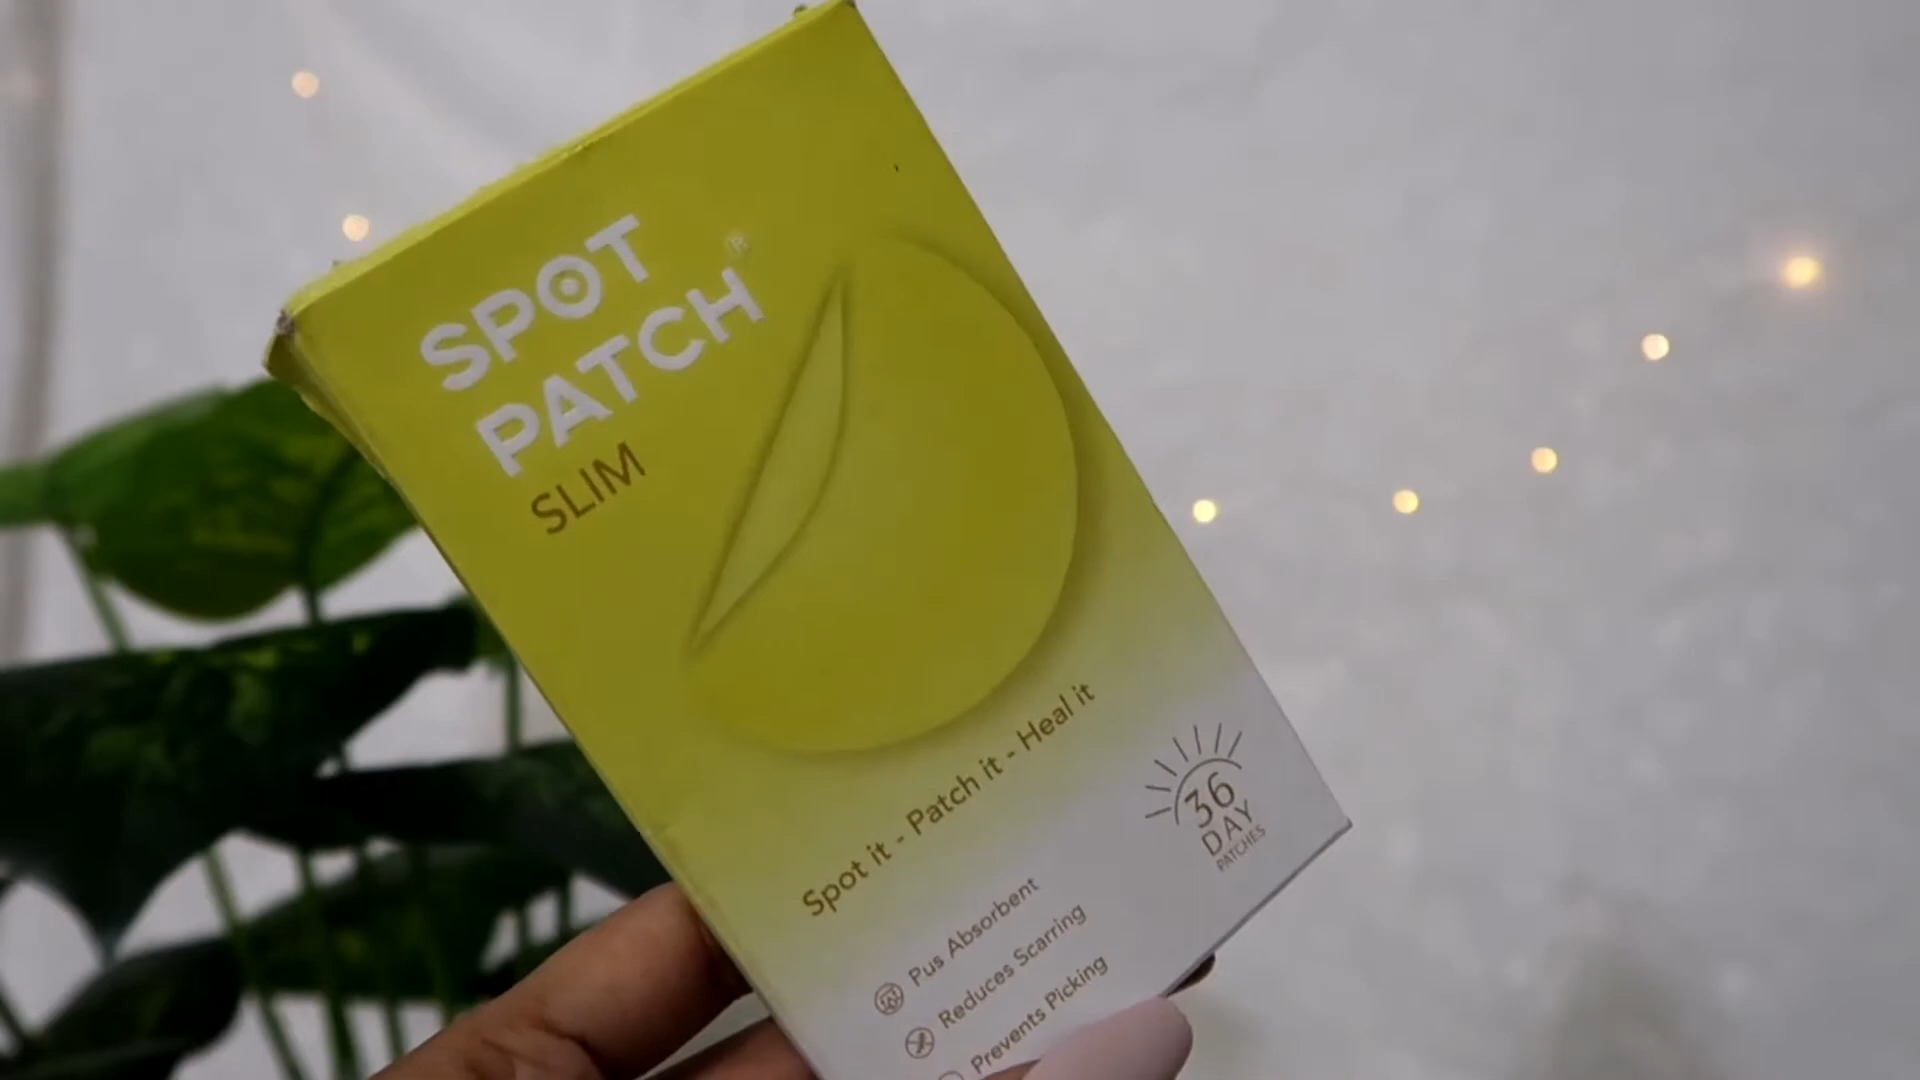 SPOT
PATCH®
SLIM
Spot it - Patch it - Heal it
36
DAY
PATCHES
Pus Absorbent
Reduces Scarring
Prevents Picking